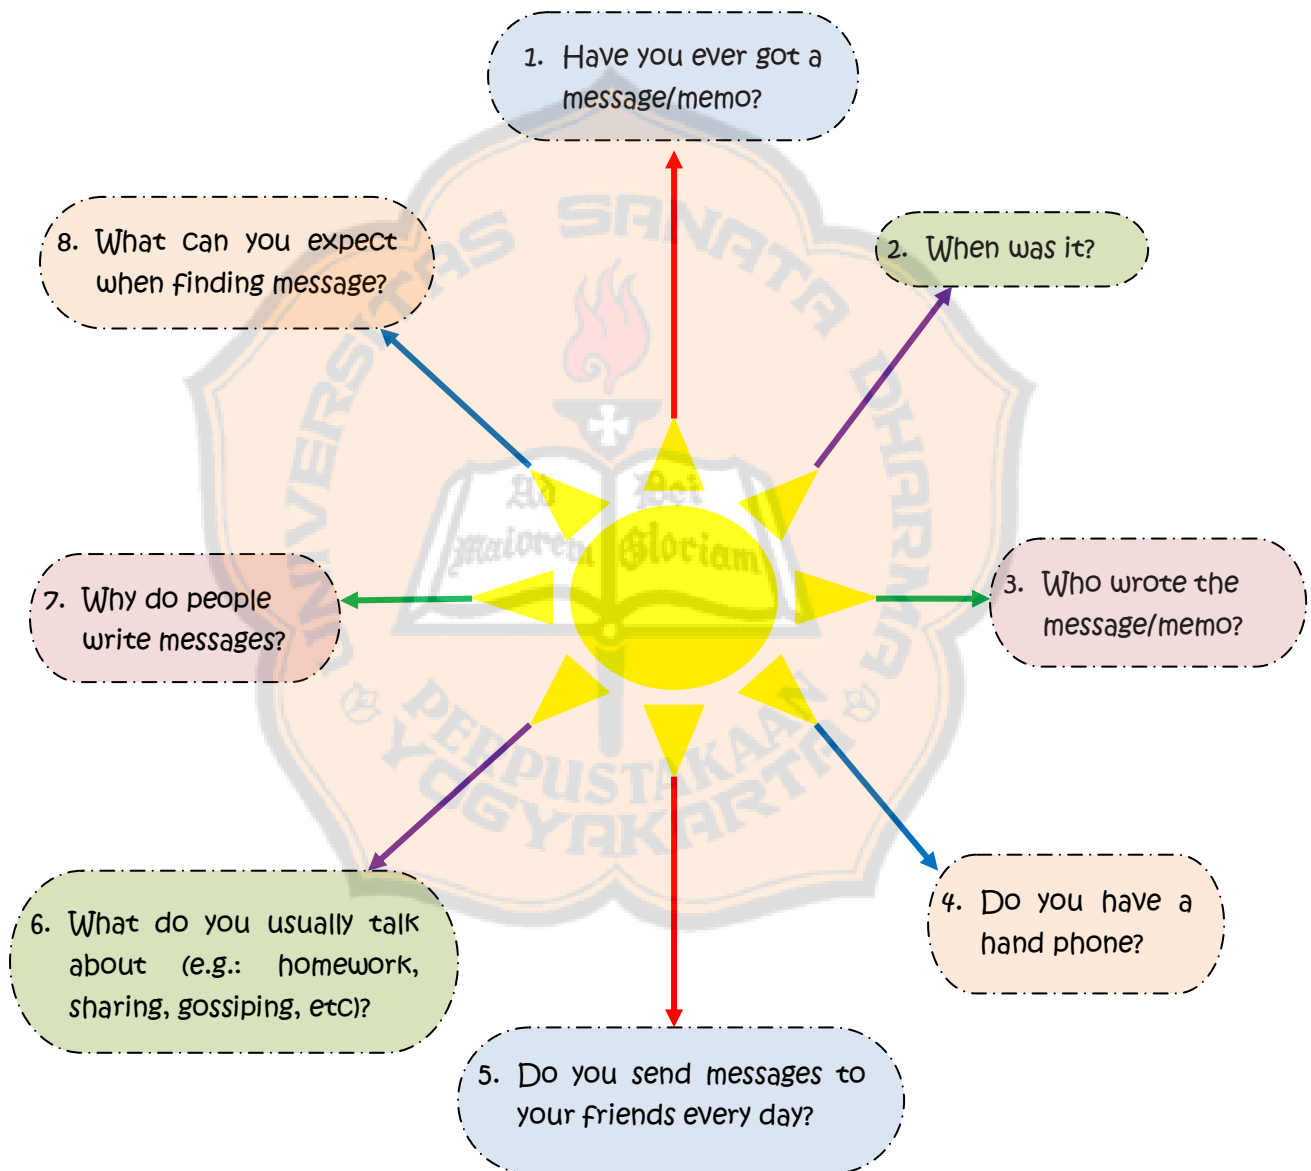 1. Have you ever got a
message/memo?
2. When was it?
3. Who wrote the
message/memo?
4. Do you have a
hand phone?
5. Do you send messages to
your friends every day?
6. What do you usually talk
about (e.g.: homework,
sharing, gossiping, etc)?
7. Why do people
write messages?
8. What can you expect
when finding message?
UNIVERSITAS SANATA DHARMA
Ad Dei
Maiorem Gloriam
PERPUSTAKAAN
YOGYAKARTA